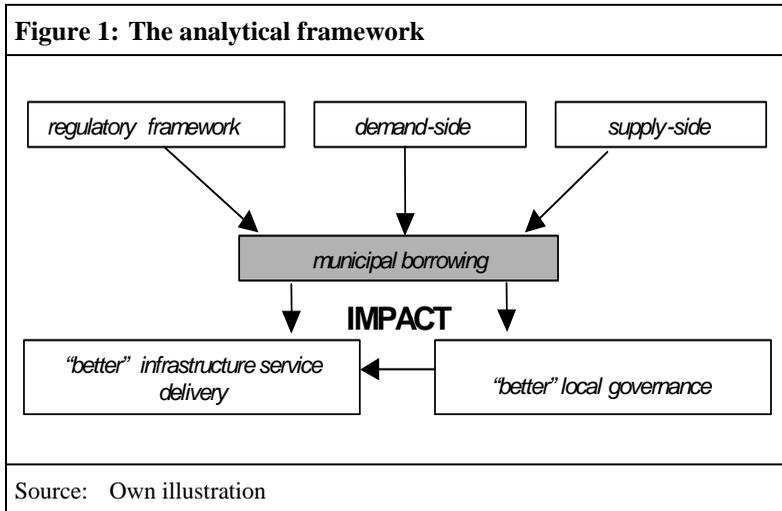 Figure 1: The analytical framework
regulatory framework
demand-side
supply-side
municipal borrowing
IMPACT
“better” infrastructure service
delivery
“better” local governance
Source: Own illustration